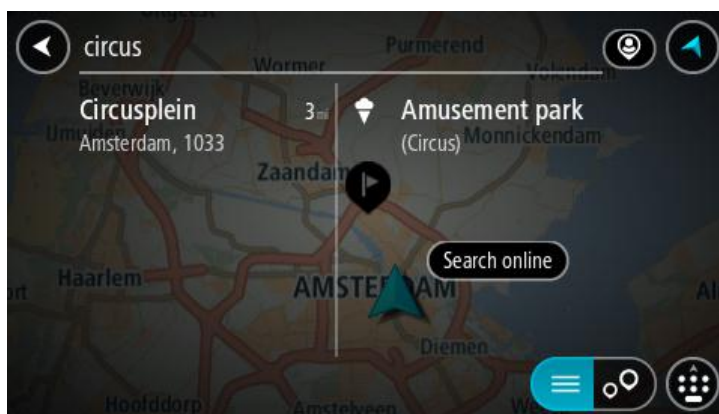 circus
Circusplein
3 mi
Amsterdam, 1033
Amusement park
(Circus)
Search online
Purmerend
Wormer
Volendam
Beverwijk
Monnickendam
Zaandam
Haarlem
AMSTERDAM
Diemen
Hoofddorp
Amstelveen